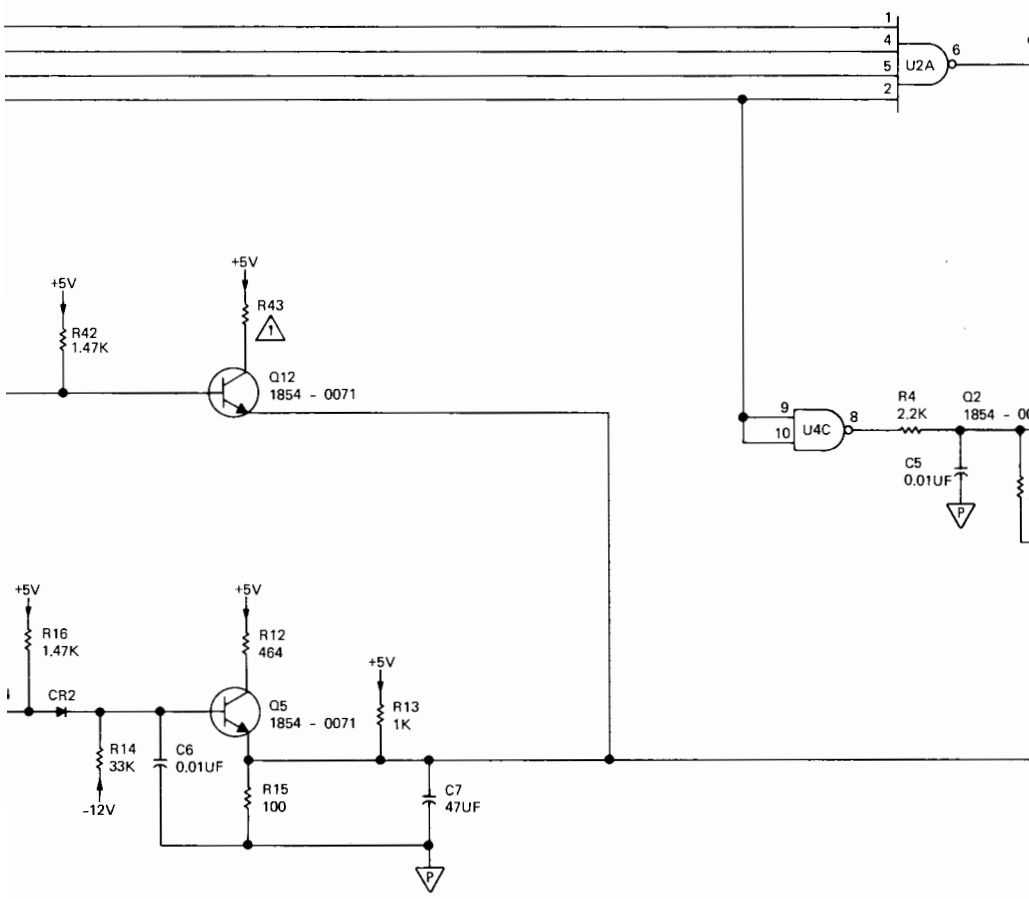 1
4
5
2
U2A
6
+5V
R43
1
+5V
R42
1.47K
Q12
1854 - 0071
9
10
U4C
8
R4
2.2K
Q2
1854 - 00
C5
0.01UF
P
+5V
R16
1.47K
CR2
+5V
R12
464
+5V
R13
1K
Q5
1854 - 0071
R14
33K
-12V
C6
0.01UF
R15
100
C7
47UF
P